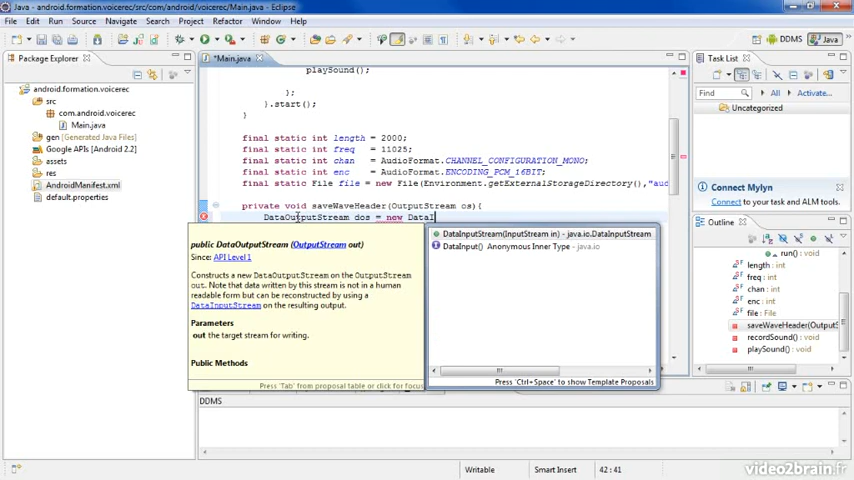 Java - android.formation.voicerec/src/com/android/voicerec/Main.java - Eclipse
File Edit Run Source Navigate Search Project Refactor Window Help
DDMS Java
Package Explorer
android.formation.voicerec
src
com.android.voicerec
Main.java
gen [Generated Java Files]
Google APIs [Android 2.2]
assets
res
AndroidManifest.xml
default.properties
*Main.java
playSound();
};
}.start();
}
final static int length = 2000;
final static int freq = 11025;
final static int chan = AudioFormat.CHANNEL_CONFIGURATION_MONO;
final static int enc = AudioFormat.ENCODING_PCM_16BIT;
final static File file = new File(Environment.getExternalStorageDirectory(),"aud
private void saveWaveHeader(OutputStream os){
DataOutputStream dos = new DataI
public DataOutputStream (OutputStream out)
Since: API Level 1
Constructs a new DataOutputStream on the OutputStream
out. Note that data written by this stream is not in a human
readable form but can be reconstructed by using a
DataInputStream on the resulting output.
Parameters
out the target stream for writing.
Public Methods
Press 'Tab' from proposal table or click for focus
DataInputStream(InputStream in) - java.io.DataInputStream
DataInput() Anonymous Inner Type - java.io
Press 'Ctrl+Space' to show Template Proposals
Task List
Find All Activate...
Uncategorized
Connect Mylyn
Connect to your task and ALM tools.
Outline
run() : void
length : int
freq : int
chan : int
enc : int
file : File
saveWaveHeader(OutputS
recordSound() : void
playSound() : void
DDMS
Writable Smart Insert 42 : 41
video2brain.fr